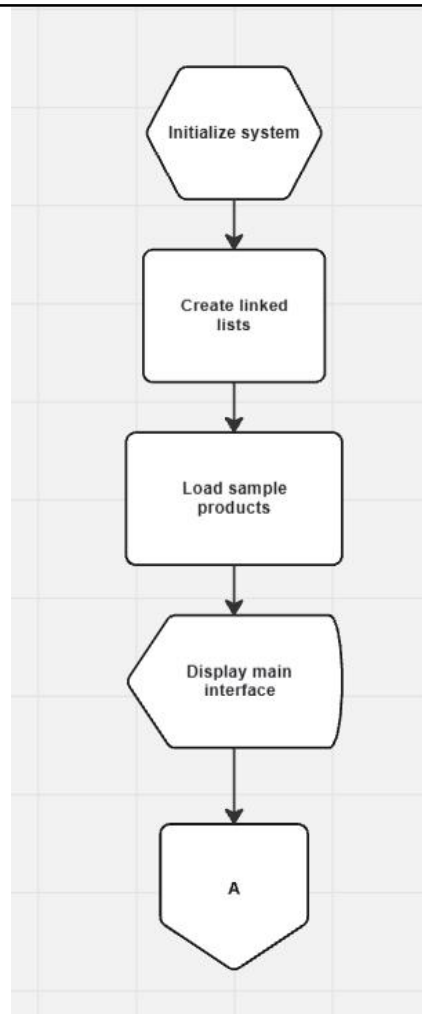 Initialize system
Create linked
lists
Load sample
products
Display main
interface
A